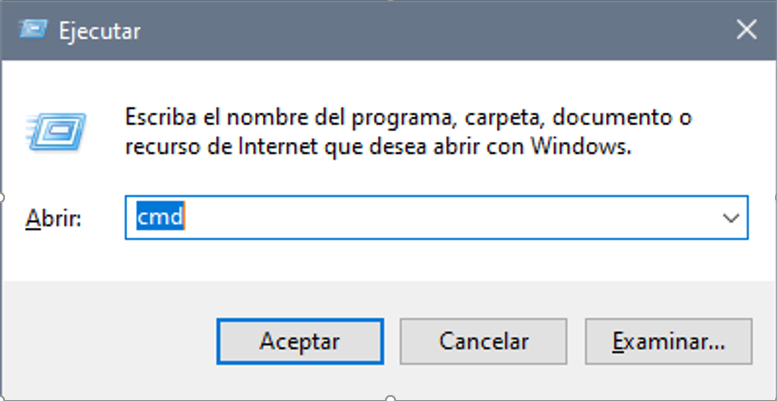 Ejecutar
Escriba el nombre del programa, carpeta, documento o
recurso de Internet que desea abrir con Windows.
Abrir: cmd
Aceptar Cancelar Examinar...